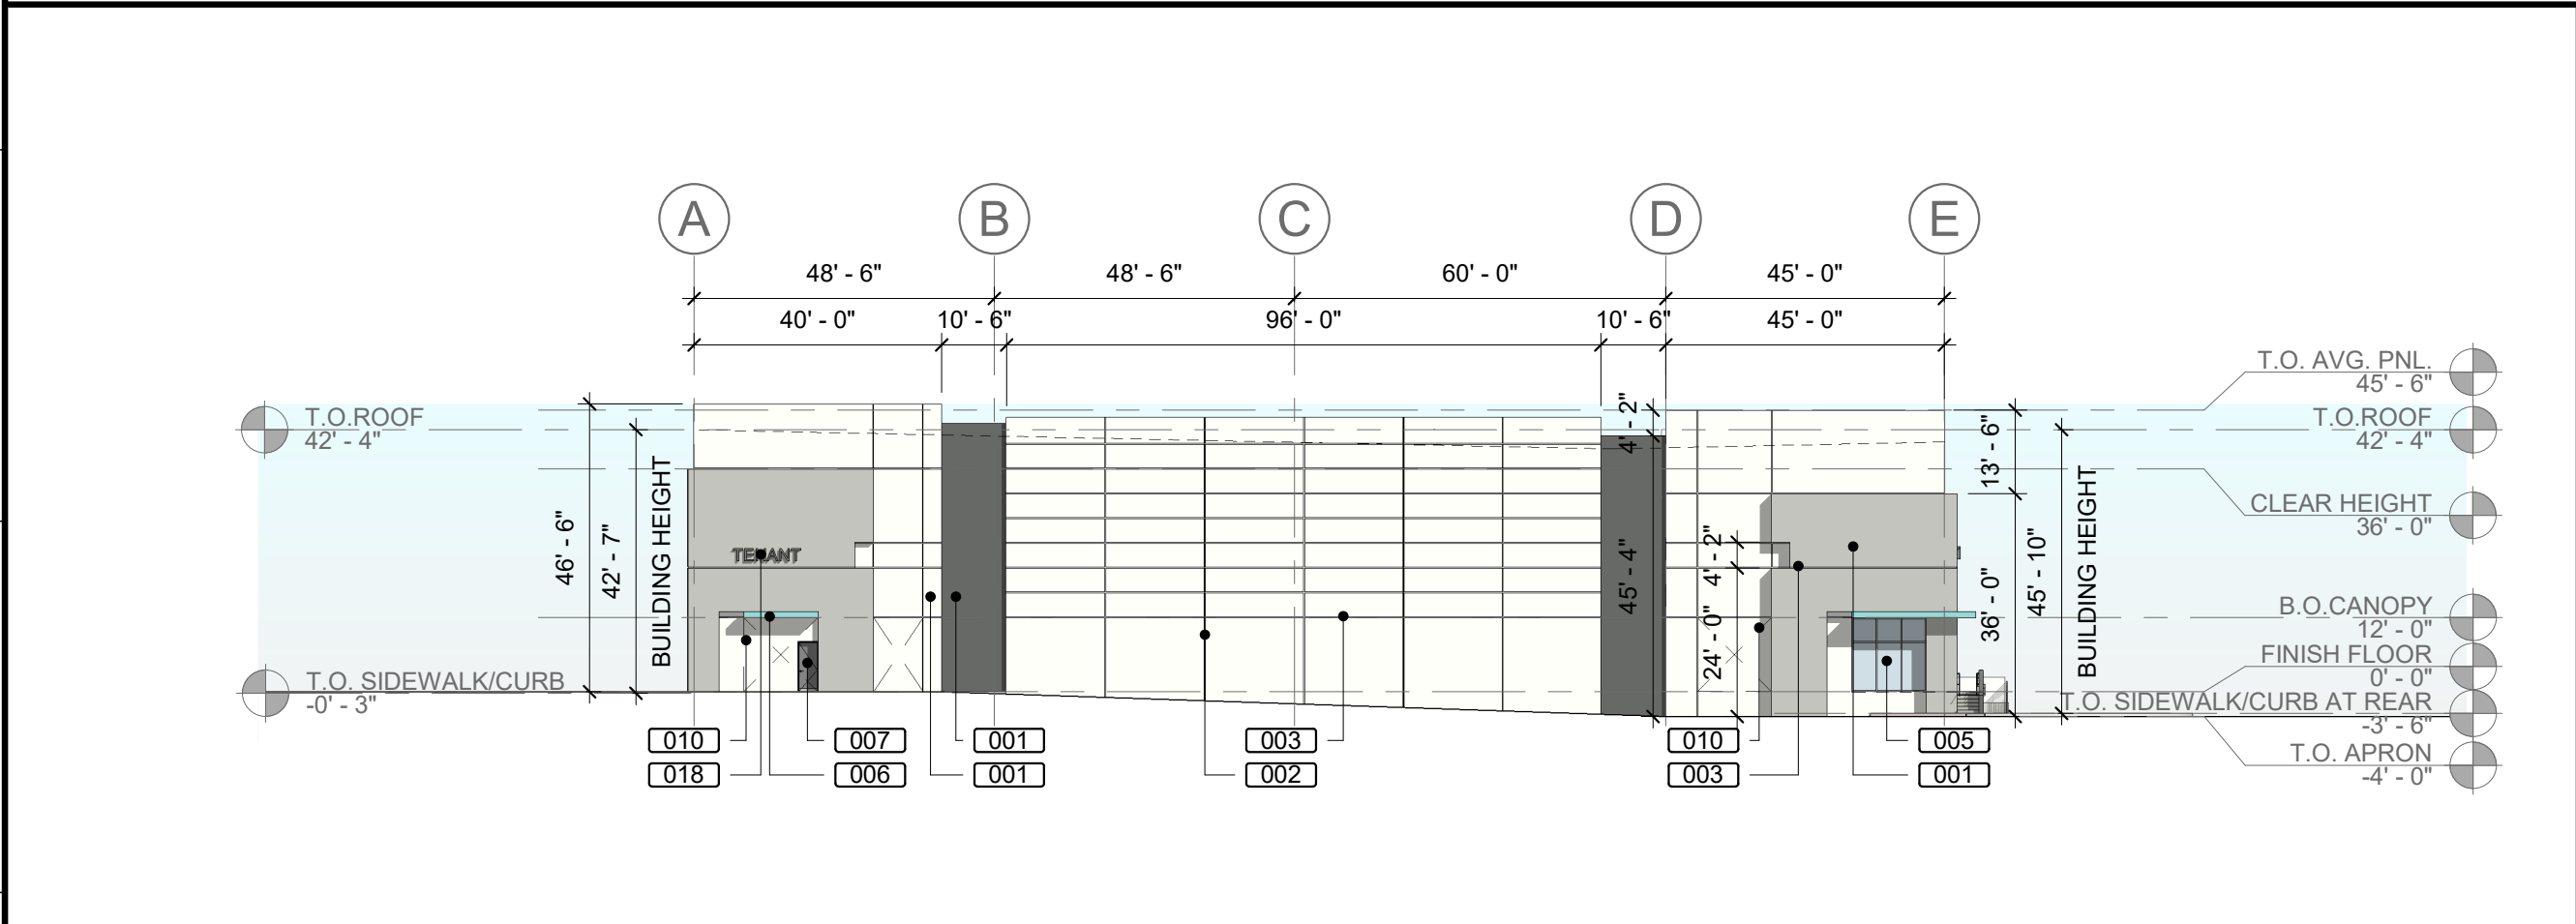 A B C D E
48' - 6" 48' - 6" 60' - 0" 45' - 0"
40' - 0" 10' - 6" 96' - 0" 10' - 6" 45' - 0"
T.O. AVG. PNL.
45' - 6"
T.O.ROOF
42' - 4"
T.O.ROOF
42' - 4"
4' - 2"
13' - 6"
CLEAR HEIGHT
36' - 0"
46' - 6"
42' - 7"
BUILDING HEIGHT
TENANT
45' - 4"
4' - 2"
24' - 0"
36' - 0"
45' - 10"
BUILDING HEIGHT
B.O.CANOPY
12' - 0"
FINISH FLOOR
0' - 0"
T.O. SIDEWALK/CURB
-0' - 3"
T.O. SIDEWALK/CURB AT REAR
-3' - 6"
T.O. APRON
-4' - 0"
010 007 001 003 010 005
018 006 001 002 003 001